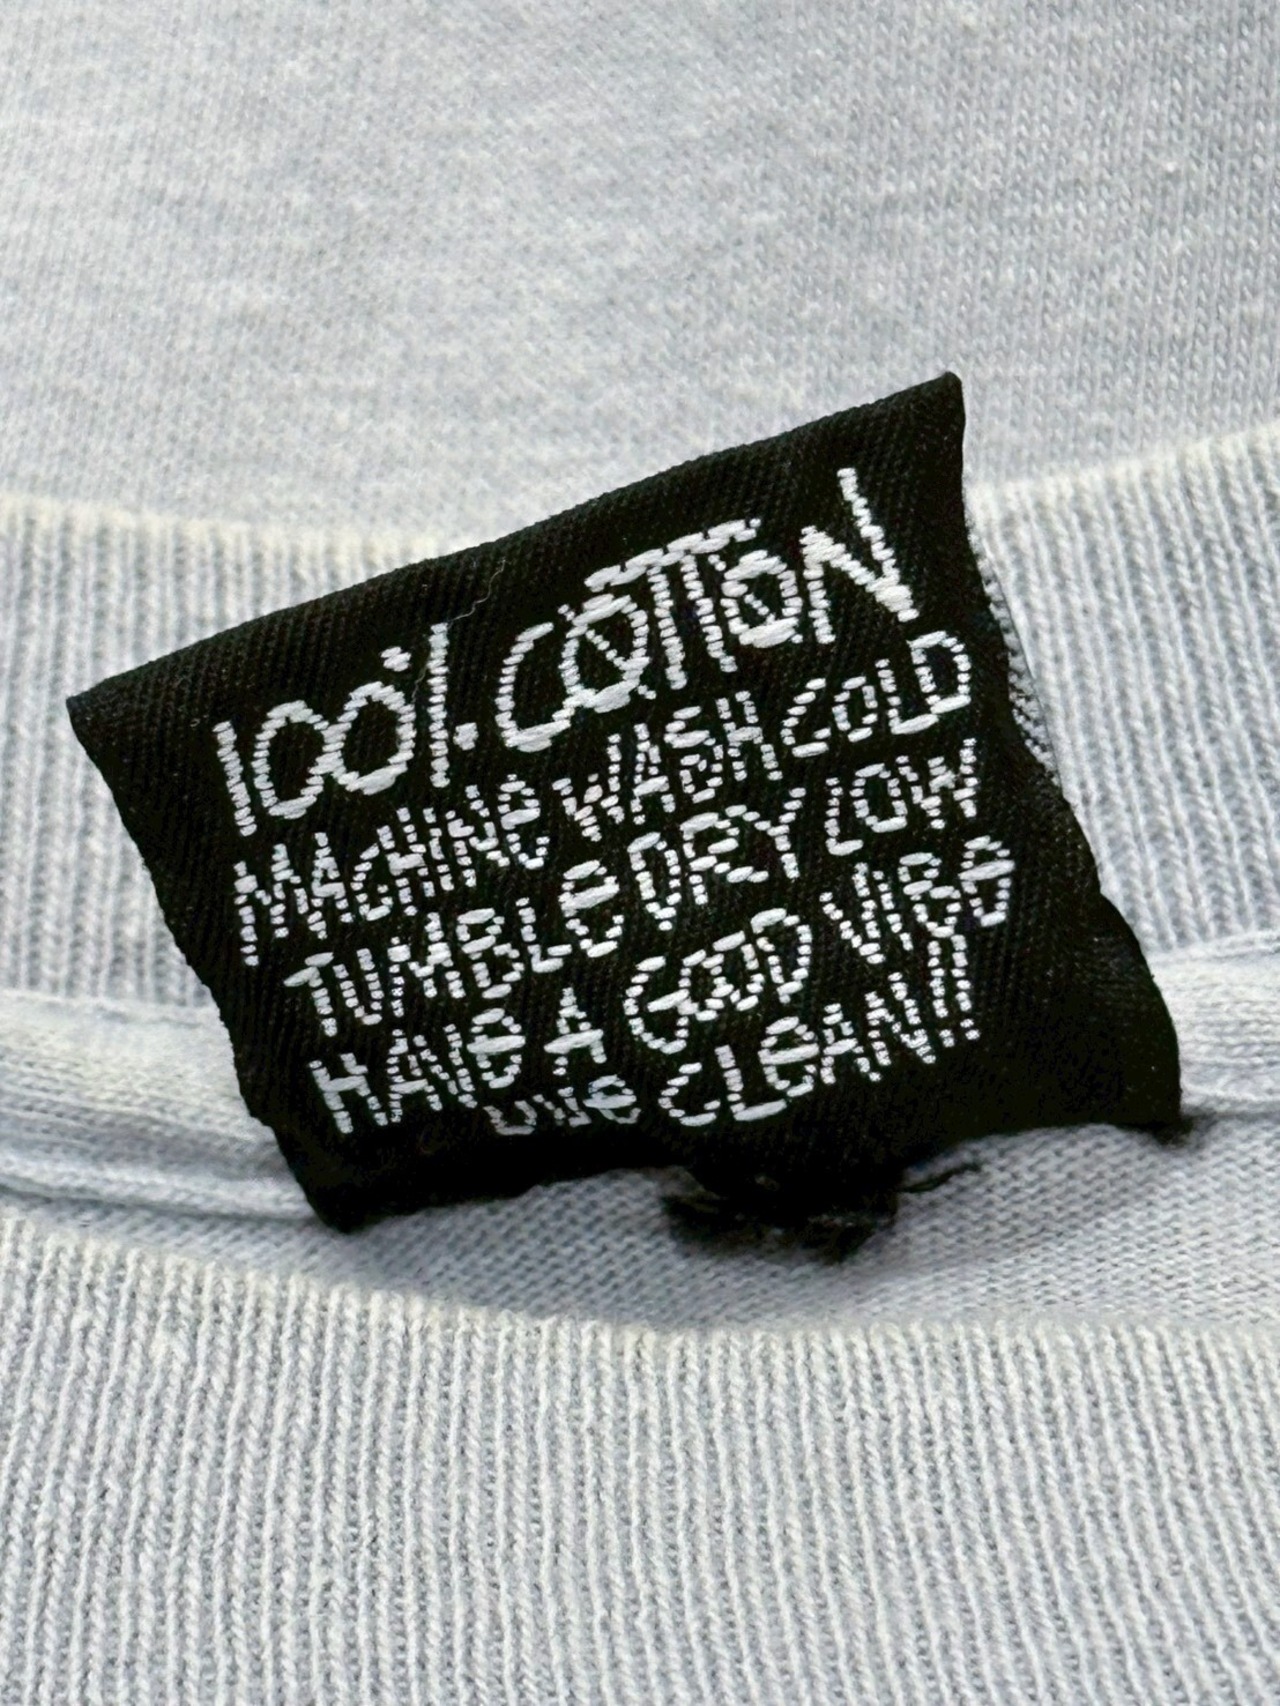 100% COTTON
MACHINE WASH COLD
TUMBLE DRY LOW
HAVE A GOOD VIBE
LIVE CLEAN!!